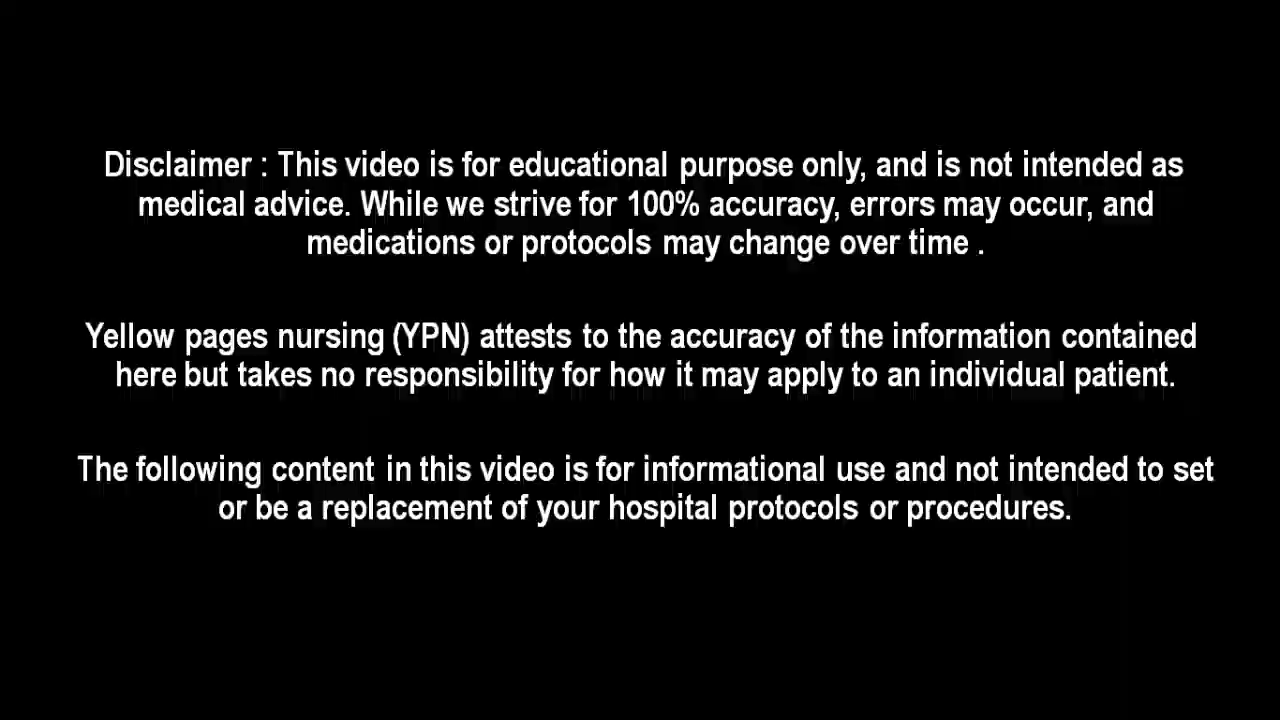 Disclaimer : This video is for educational purpose only, and is not intended as
medical advice. While we strive for 100% accuracy, errors may occur, and
medications or protocols may change over time .
Yellow pages nursing (YPN) attests to the accuracy of the information contained
here but takes no responsibility for how it may apply to an individual patient.
The following content in this video is for informational use and not intended to set
or be a replacement of your hospital protocols or procedures.